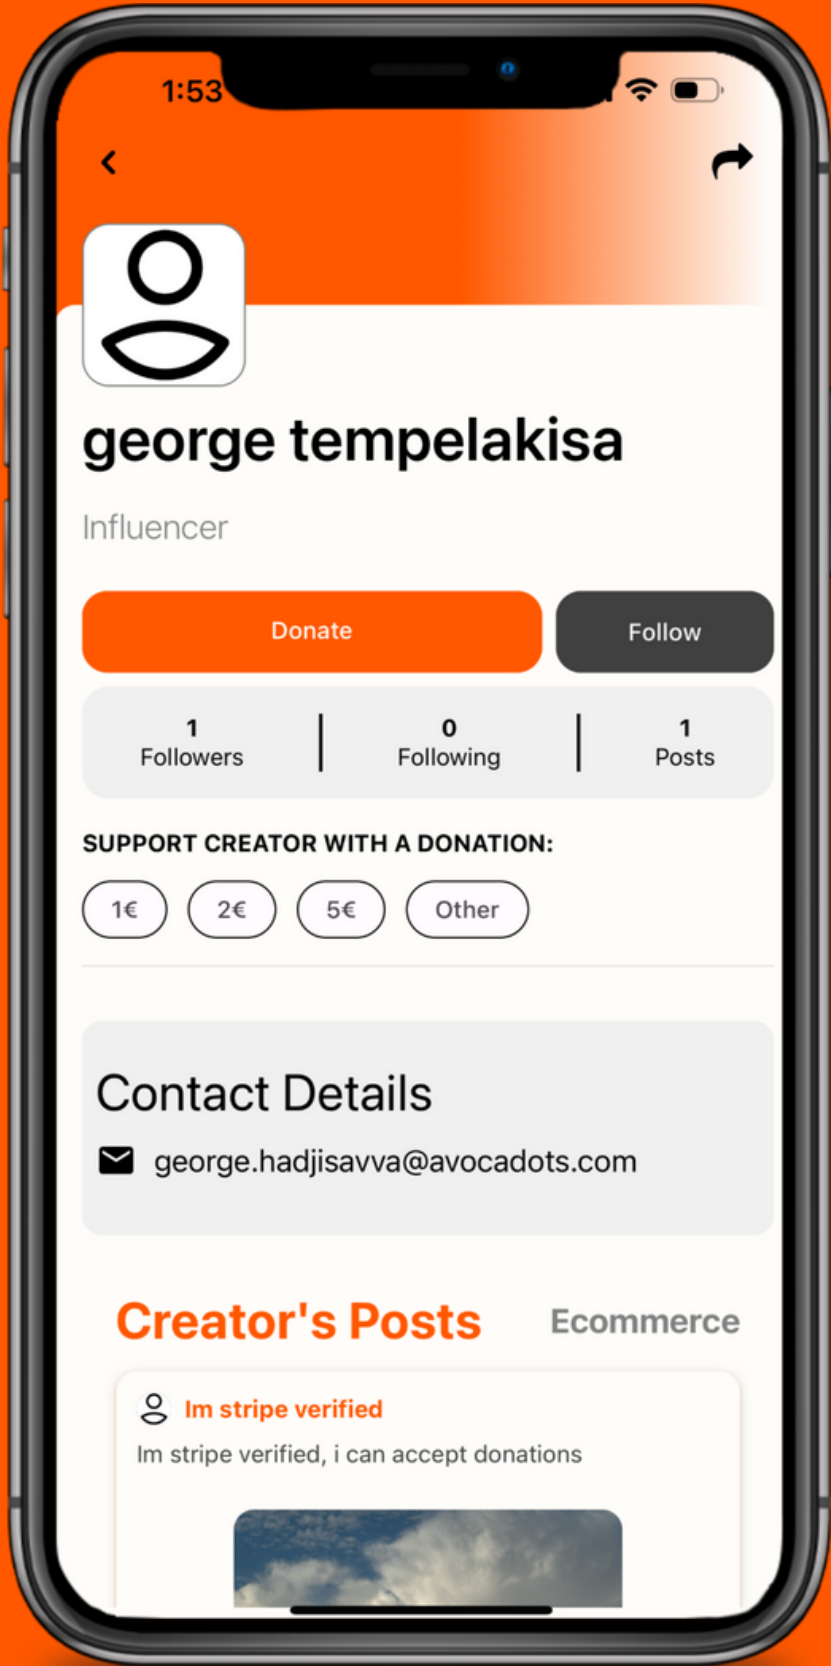 1:53
george tempelakisa
Influencer
Donate
Follow
1
Followers
0
Following
1
Posts
SUPPORT CREATOR WITH A DONATION:
1€
2€
5€
Other
Contact Details
george.hadjisavva@avocadots.com
Creator's Posts
Ecommerce
Im stripe verified
Im stripe verified, i can accept donations